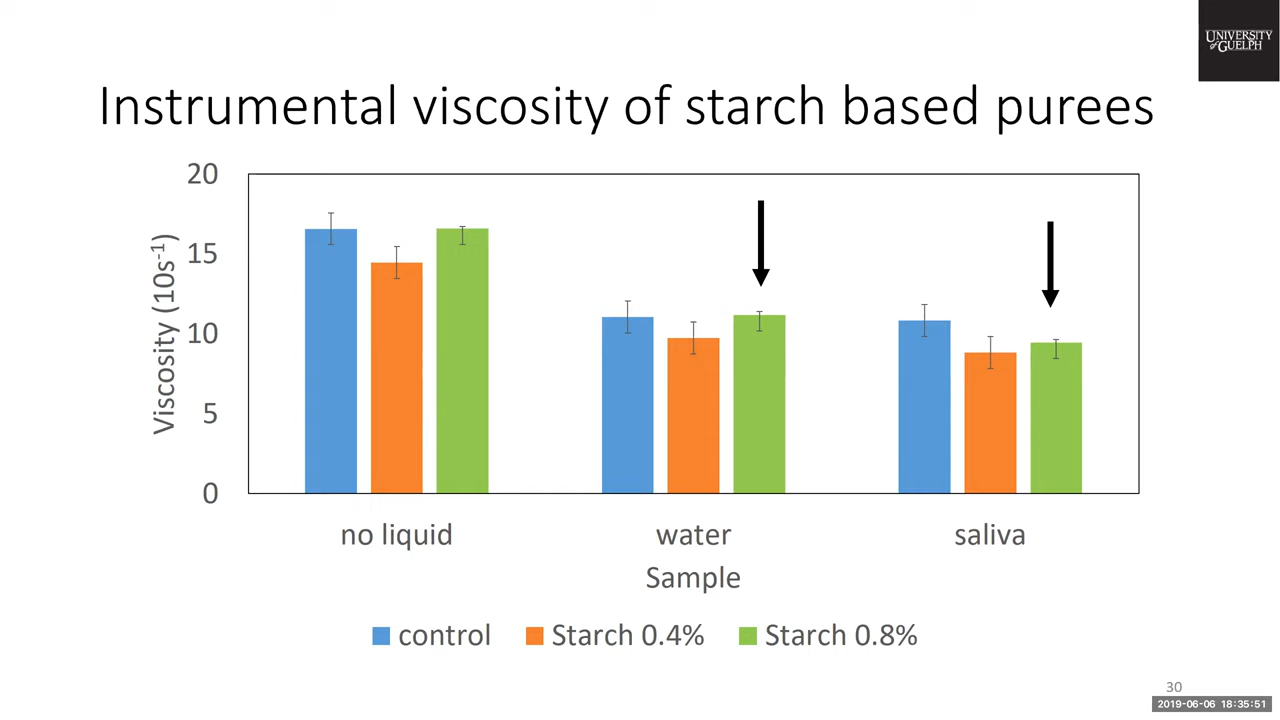 UNIVERSITY
of GUELPH
Instrumental viscosity of starch based purees
20
15
10
5
0
Viscosity (10s-1)
no liquid water saliva
Sample
control Starch 0.4% Starch 0.8%
30
2019-06-06 18:35:51